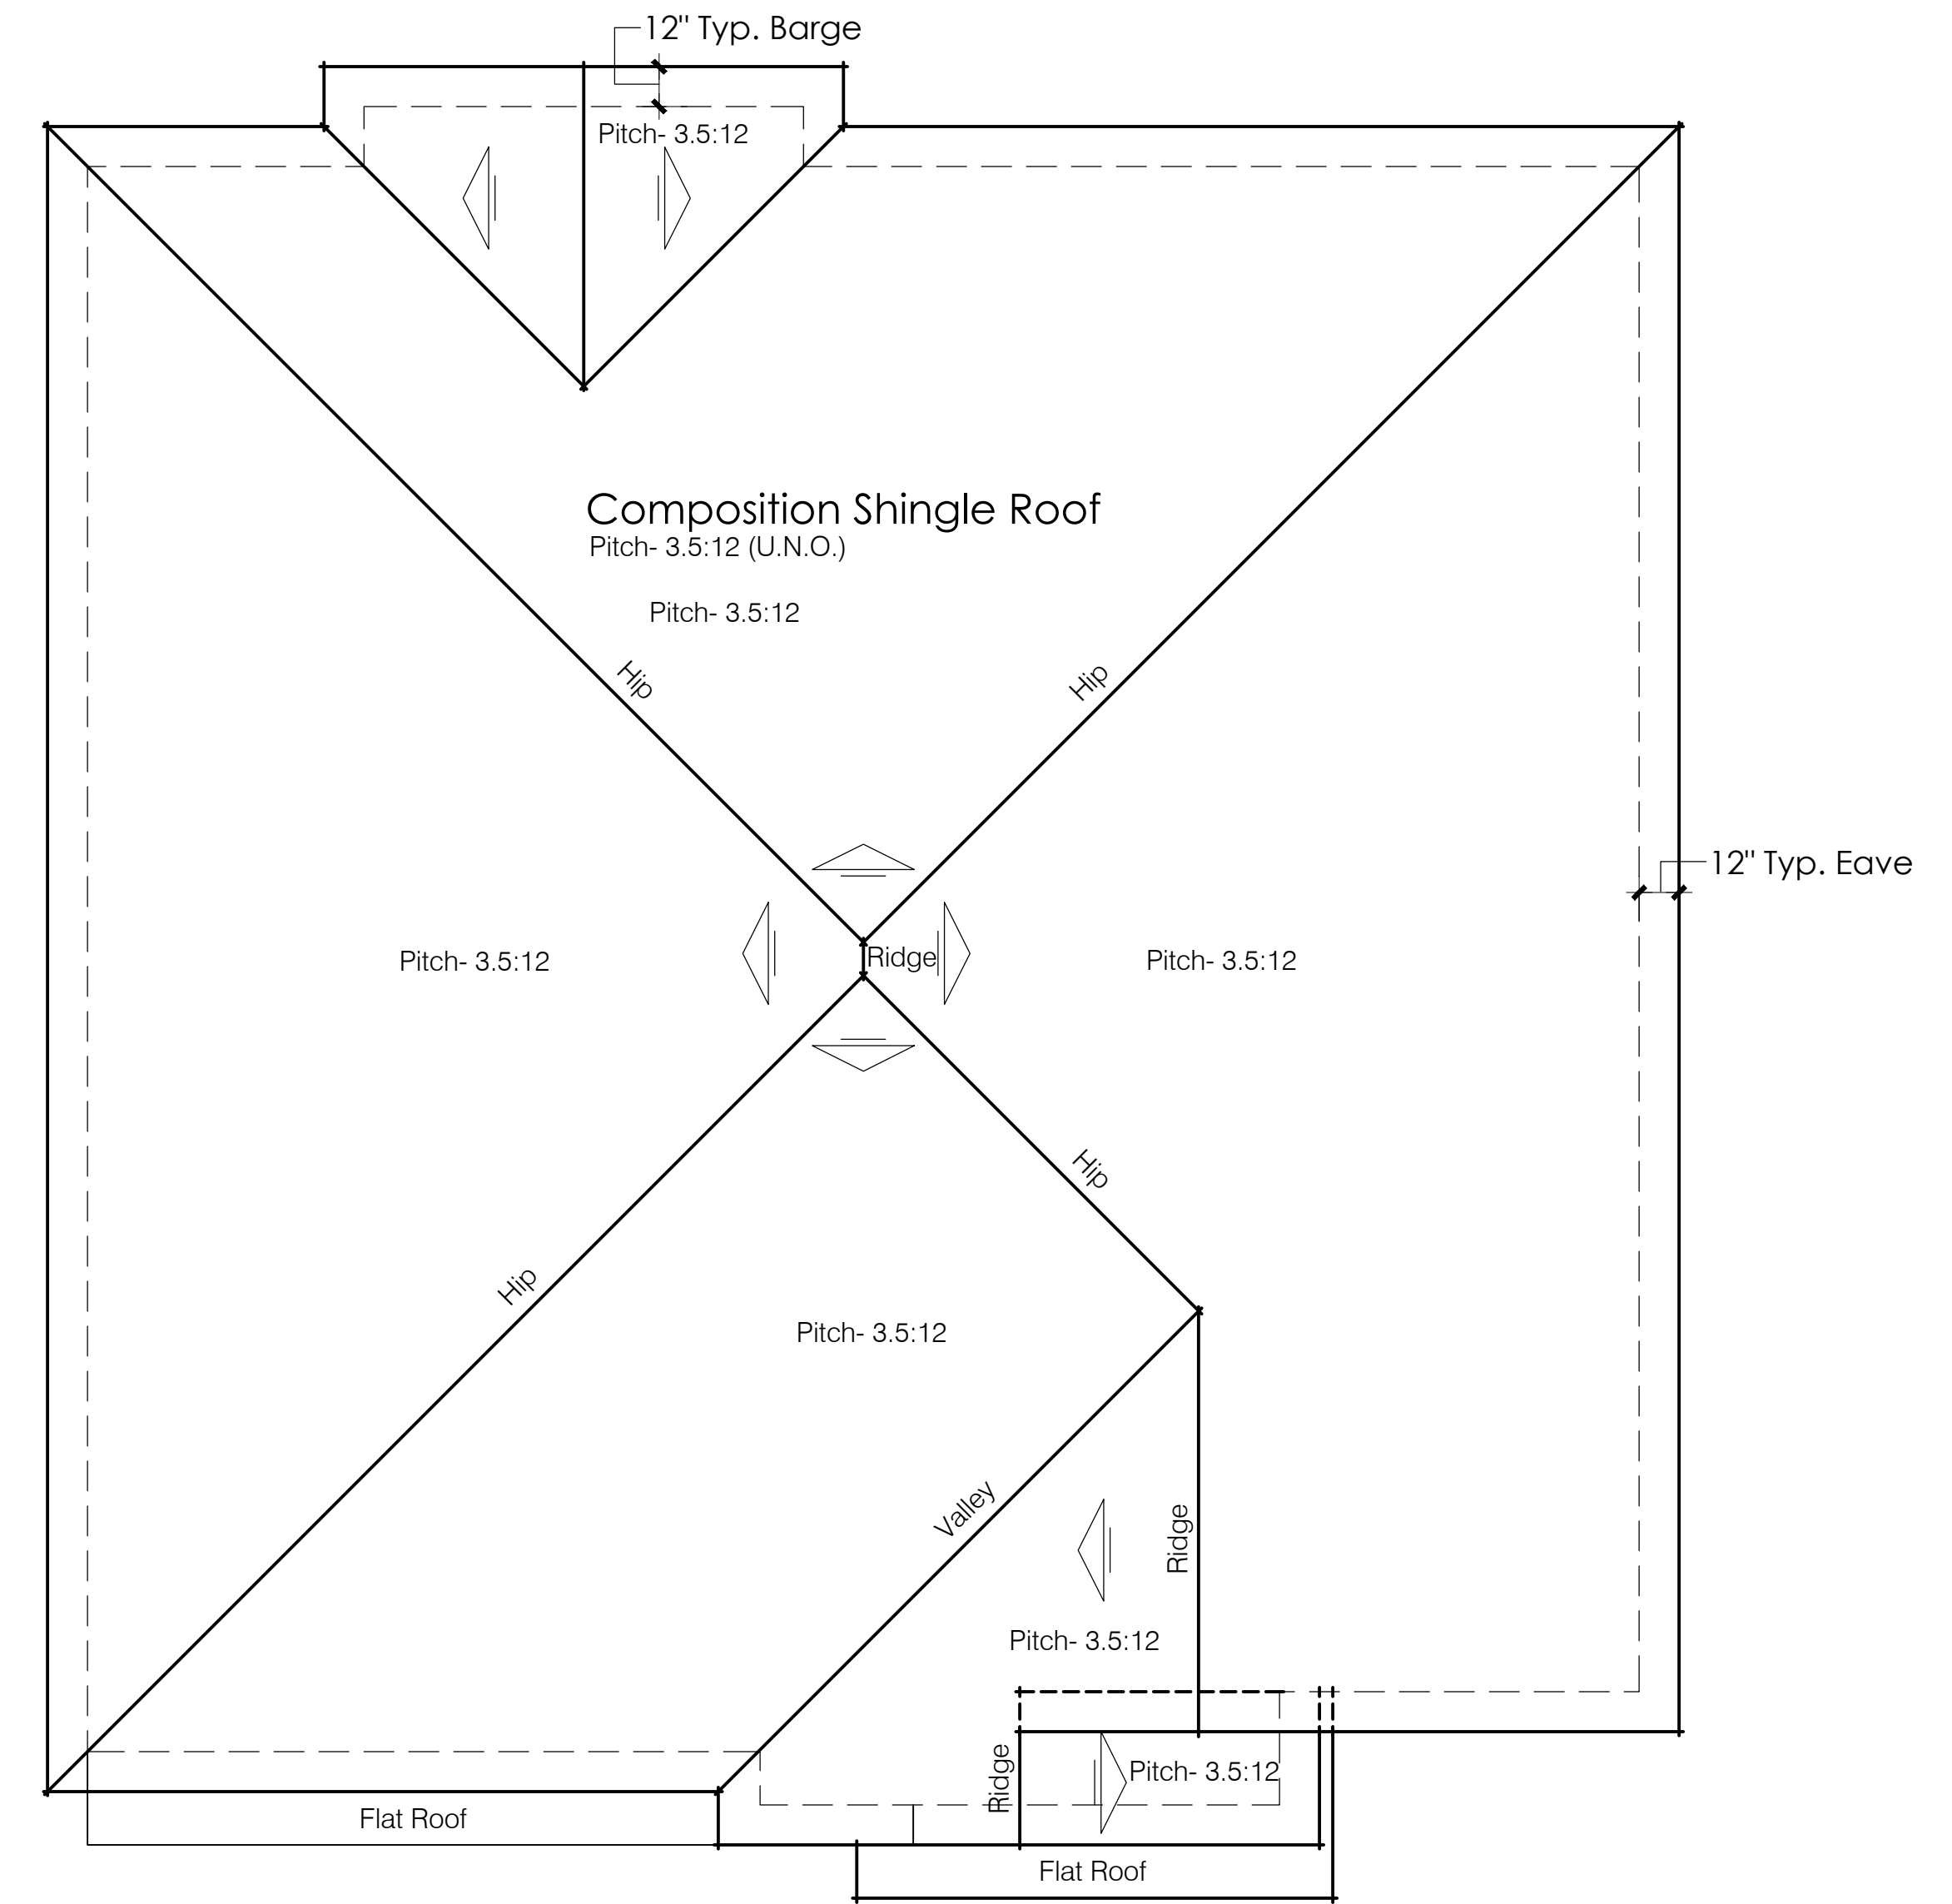 12" Typ. Barge
Pitch- 3.5:12
Composition Shingle Roof
Pitch- 3.5:12 (U.N.O.)
Pitch- 3.5:12
Hip
Hip
12" Typ. Eave
Pitch- 3.5:12
Ridge
Pitch- 3.5:12
Hip
Hip
Pitch- 3.5:12
Valley
Ridge
Pitch- 3.5:12
Ridge
Pitch- 3.5:12
Flat Roof
Flat Roof